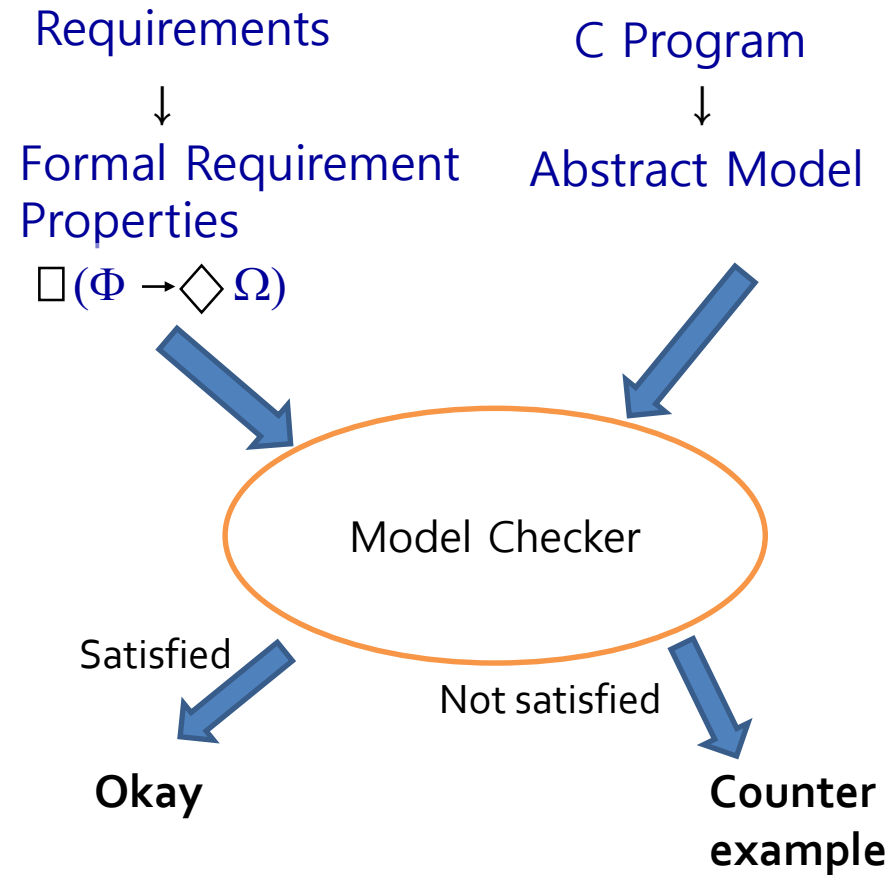 Requirements
↓
Formal Requirement
Properties
□(Φ →◇ Ω)
C Program
↓
Abstract Model
Model Checker
Satisfied
Not satisfied
Okay
Counter
example